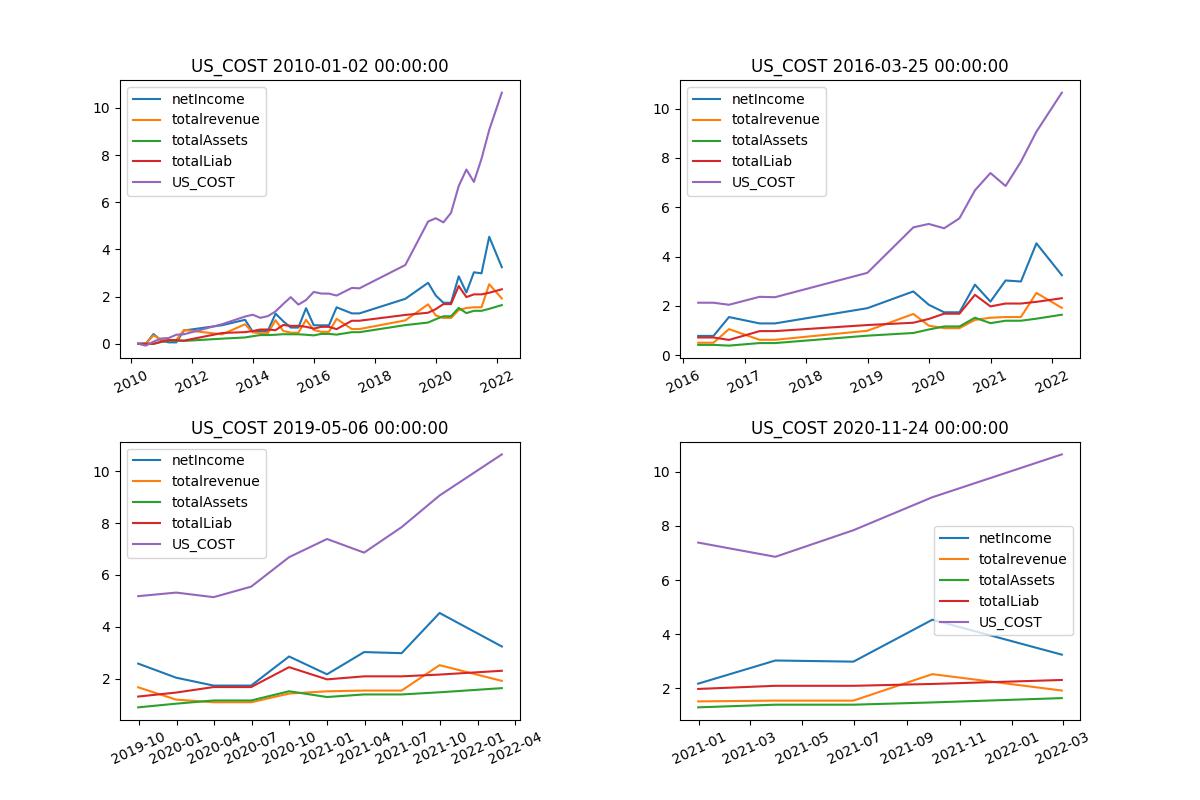 US_COST 2010-01-02 00:00:00
netIncome
totalrevenue
totalAssets
totalLiab
US_COST
10
8
6
4
2
0
2010
2012
2014
2016
2018
2020
2022
US_COST 2016-03-25 00:00:00
netIncome
totalrevenue
totalAssets
totalLiab
US_COST
10
8
6
4
2
0
2016
2017
2018
2019
2020
2021
2022
US_COST 2019-05-06 00:00:00
netIncome
totalrevenue
totalAssets
totalLiab
US_COST
10
8
6
4
2
2019-10
2020-01
2020-04
2020-07
2020-10
2021-01
2021-04
2021-07
2021-10
2022-01
2022-04
US_COST 2020-11-24 00:00:00
netIncome
totalrevenue
totalAssets
totalLiab
US_COST
10
8
6
4
2
2021-01
2021-03
2021-05
2021-07
2021-09
2021-11
2022-01
2022-03